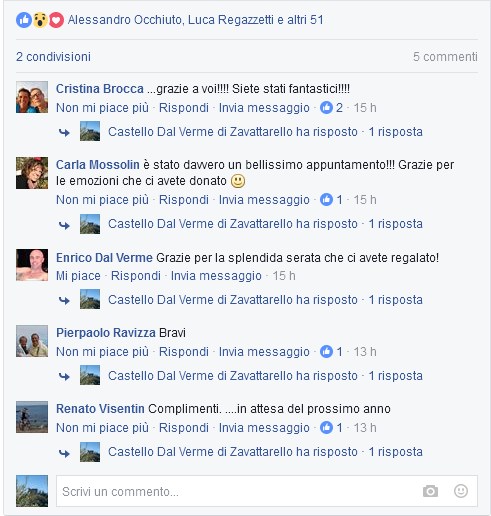 Alessandro Occhiuto, Luca Regazzetti e altri 51
2 condivisioni 5 commenti
Cristina Brocca ...grazie a voi!!!! Siete stati fantastici!!!!
Non mi piace più · Rispondi · Invia messaggio · 2 · 15 h
Castello Dal Verme di Zavattarello ha risposto · 1 risposta
Carla Mossolin è stato davvero un bellissimo appuntamento!!! Grazie per
le emozioni che ci avete donato
Non mi piace più · Rispondi · Invia messaggio · 1 · 15 h
Castello Dal Verme di Zavattarello ha risposto · 1 risposta
Enrico Dal Verme Grazie per la splendida serata che ci avete regalato!
Mi piace · Rispondi · Invia messaggio · 15 h
Castello Dal Verme di Zavattarello ha risposto · 1 risposta
Pierpaolo Ravizza Bravi
Non mi piace più · Rispondi · Invia messaggio · 1 · 13 h
Castello Dal Verme di Zavattarello ha risposto · 1 risposta
Renato Visentin Complimenti. ....in attesa del prossimo anno
Non mi piace più · Rispondi · Invia messaggio · 1 · 13 h
Castello Dal Verme di Zavattarello ha risposto · 1 risposta
Scrivi un commento...